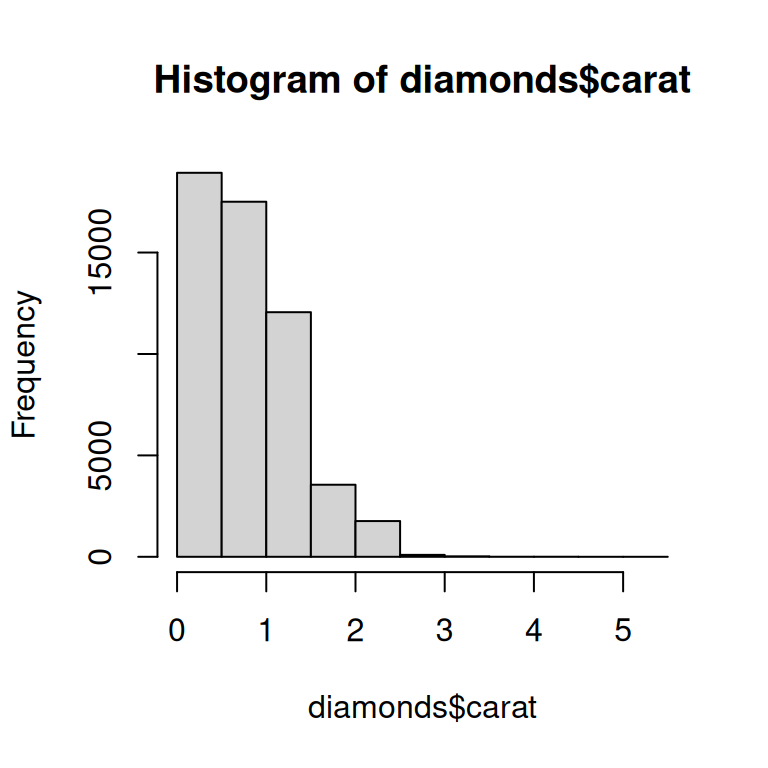 Histogram of diamonds$carat
Frequency
15000
5000
0
0 1 2 3 4 5
diamonds$carat